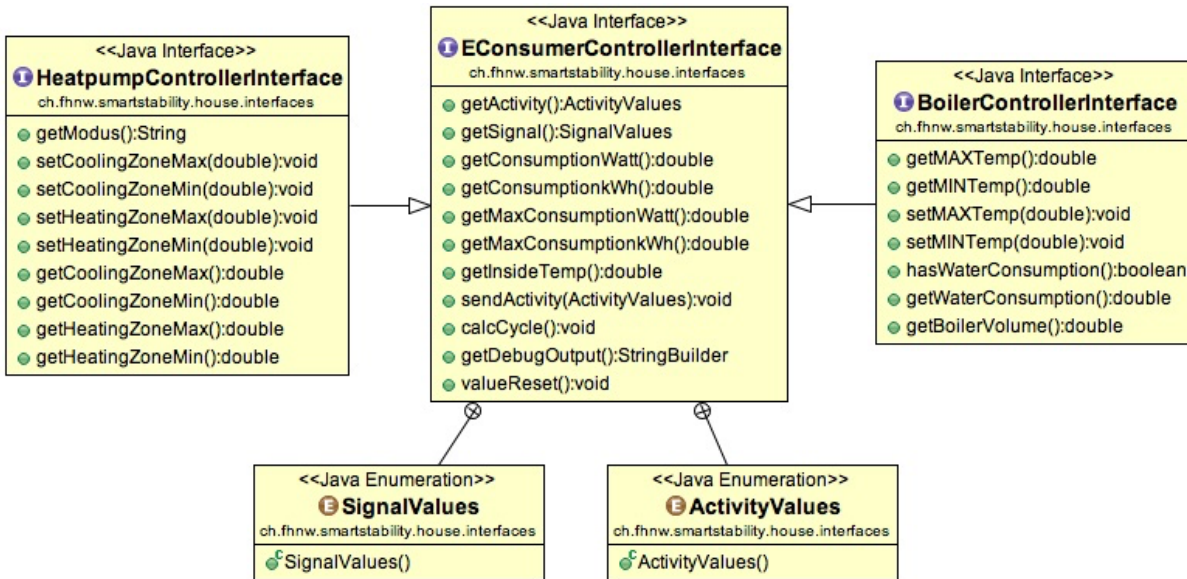 <<Java Interface>>
HeatpumpControllerInterface
ch.fhnw.smartstability.house.interfaces
getModus():String
setCoolingZoneMax(double):void
setCoolingZoneMin(double):void
setHeatingZoneMax(double):void
setHeatingZoneMin(double):void
getCoolingZoneMax():double
getCoolingZoneMin():double
getHeatingZoneMax():double
getHeatingZoneMin():double
<<Java Interface>>
EConsumerControllerInterface
ch.fhnw.smartstability.house.interfaces
getActivity():ActivityValues
getSignal():SignalValues
getConsumptionWatt():double
getConsumptionkWh():double
getMaxConsumptionWatt():double
getMaxConsumptionkWh():double
getInsideTemp():double
sendActivity(ActivityValues):void
calcCycle():void
getDebugOutput():StringBuilder
valueReset():void
<<Java Interface>>
BoilerControllerInterface
ch.fhnw.smartstability.house.interfaces
getMAXTemp():double
getMINTemp():double
setMAXTemp(double):void
setMINTemp(double):void
hasWaterConsumption():boolean
getWaterConsumption():double
getBoilerVolume():double
<<Java Enumeration>>
SignalValues
ch.fhnw.smartstability.house.interfaces
SignalValues()
<<Java Enumeration>>
ActivityValues
ch.fhnw.smartstability.house.interfaces
ActivityValues()